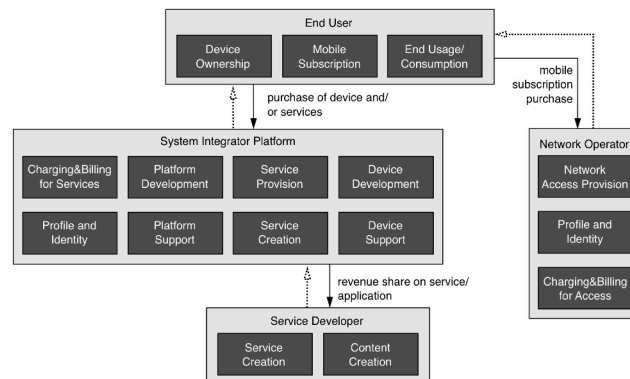 End User
Device
Ownership
Mobile
Subscription
End Usage/
Consumption
purchase of device and/
or services
mobile
subscription
purchase
System Integrator Platform
Charging&Billing
for Services
Platform
Development
Service
Provision
Device
Development
Profile and
Identity
Platform
Support
Service
Creation
Device
Support
Network Operator
Network
Access Provision
Profile and
Identity
Charging&Billing
for Access
revenue share on service/
application
Service Developer
Service
Creation
Content
Creation